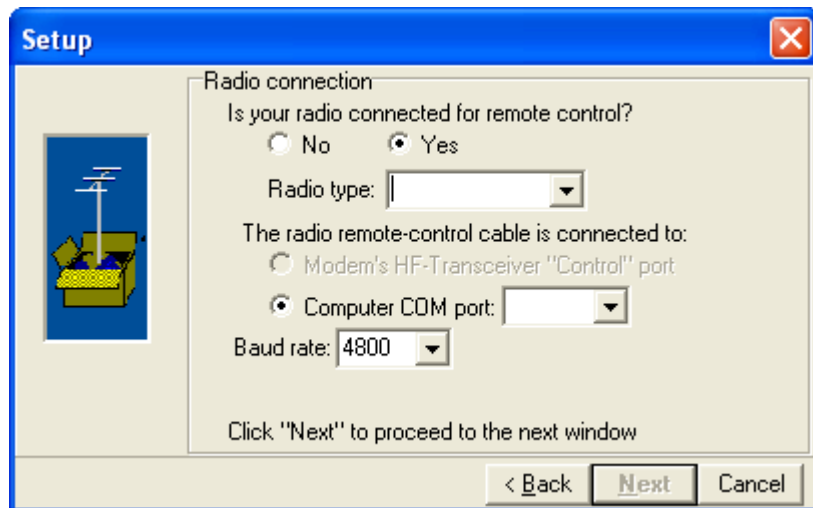 Setup
Radio connection
Is your radio connected for remote control?
No Yes
Radio type:
The radio remote-control cable is connected to:
Modem's HF-Transceiver "Control" port
Computer COM port:
Baud rate: 4800
Click "Next" to proceed to the next window
< Back Next Cancel